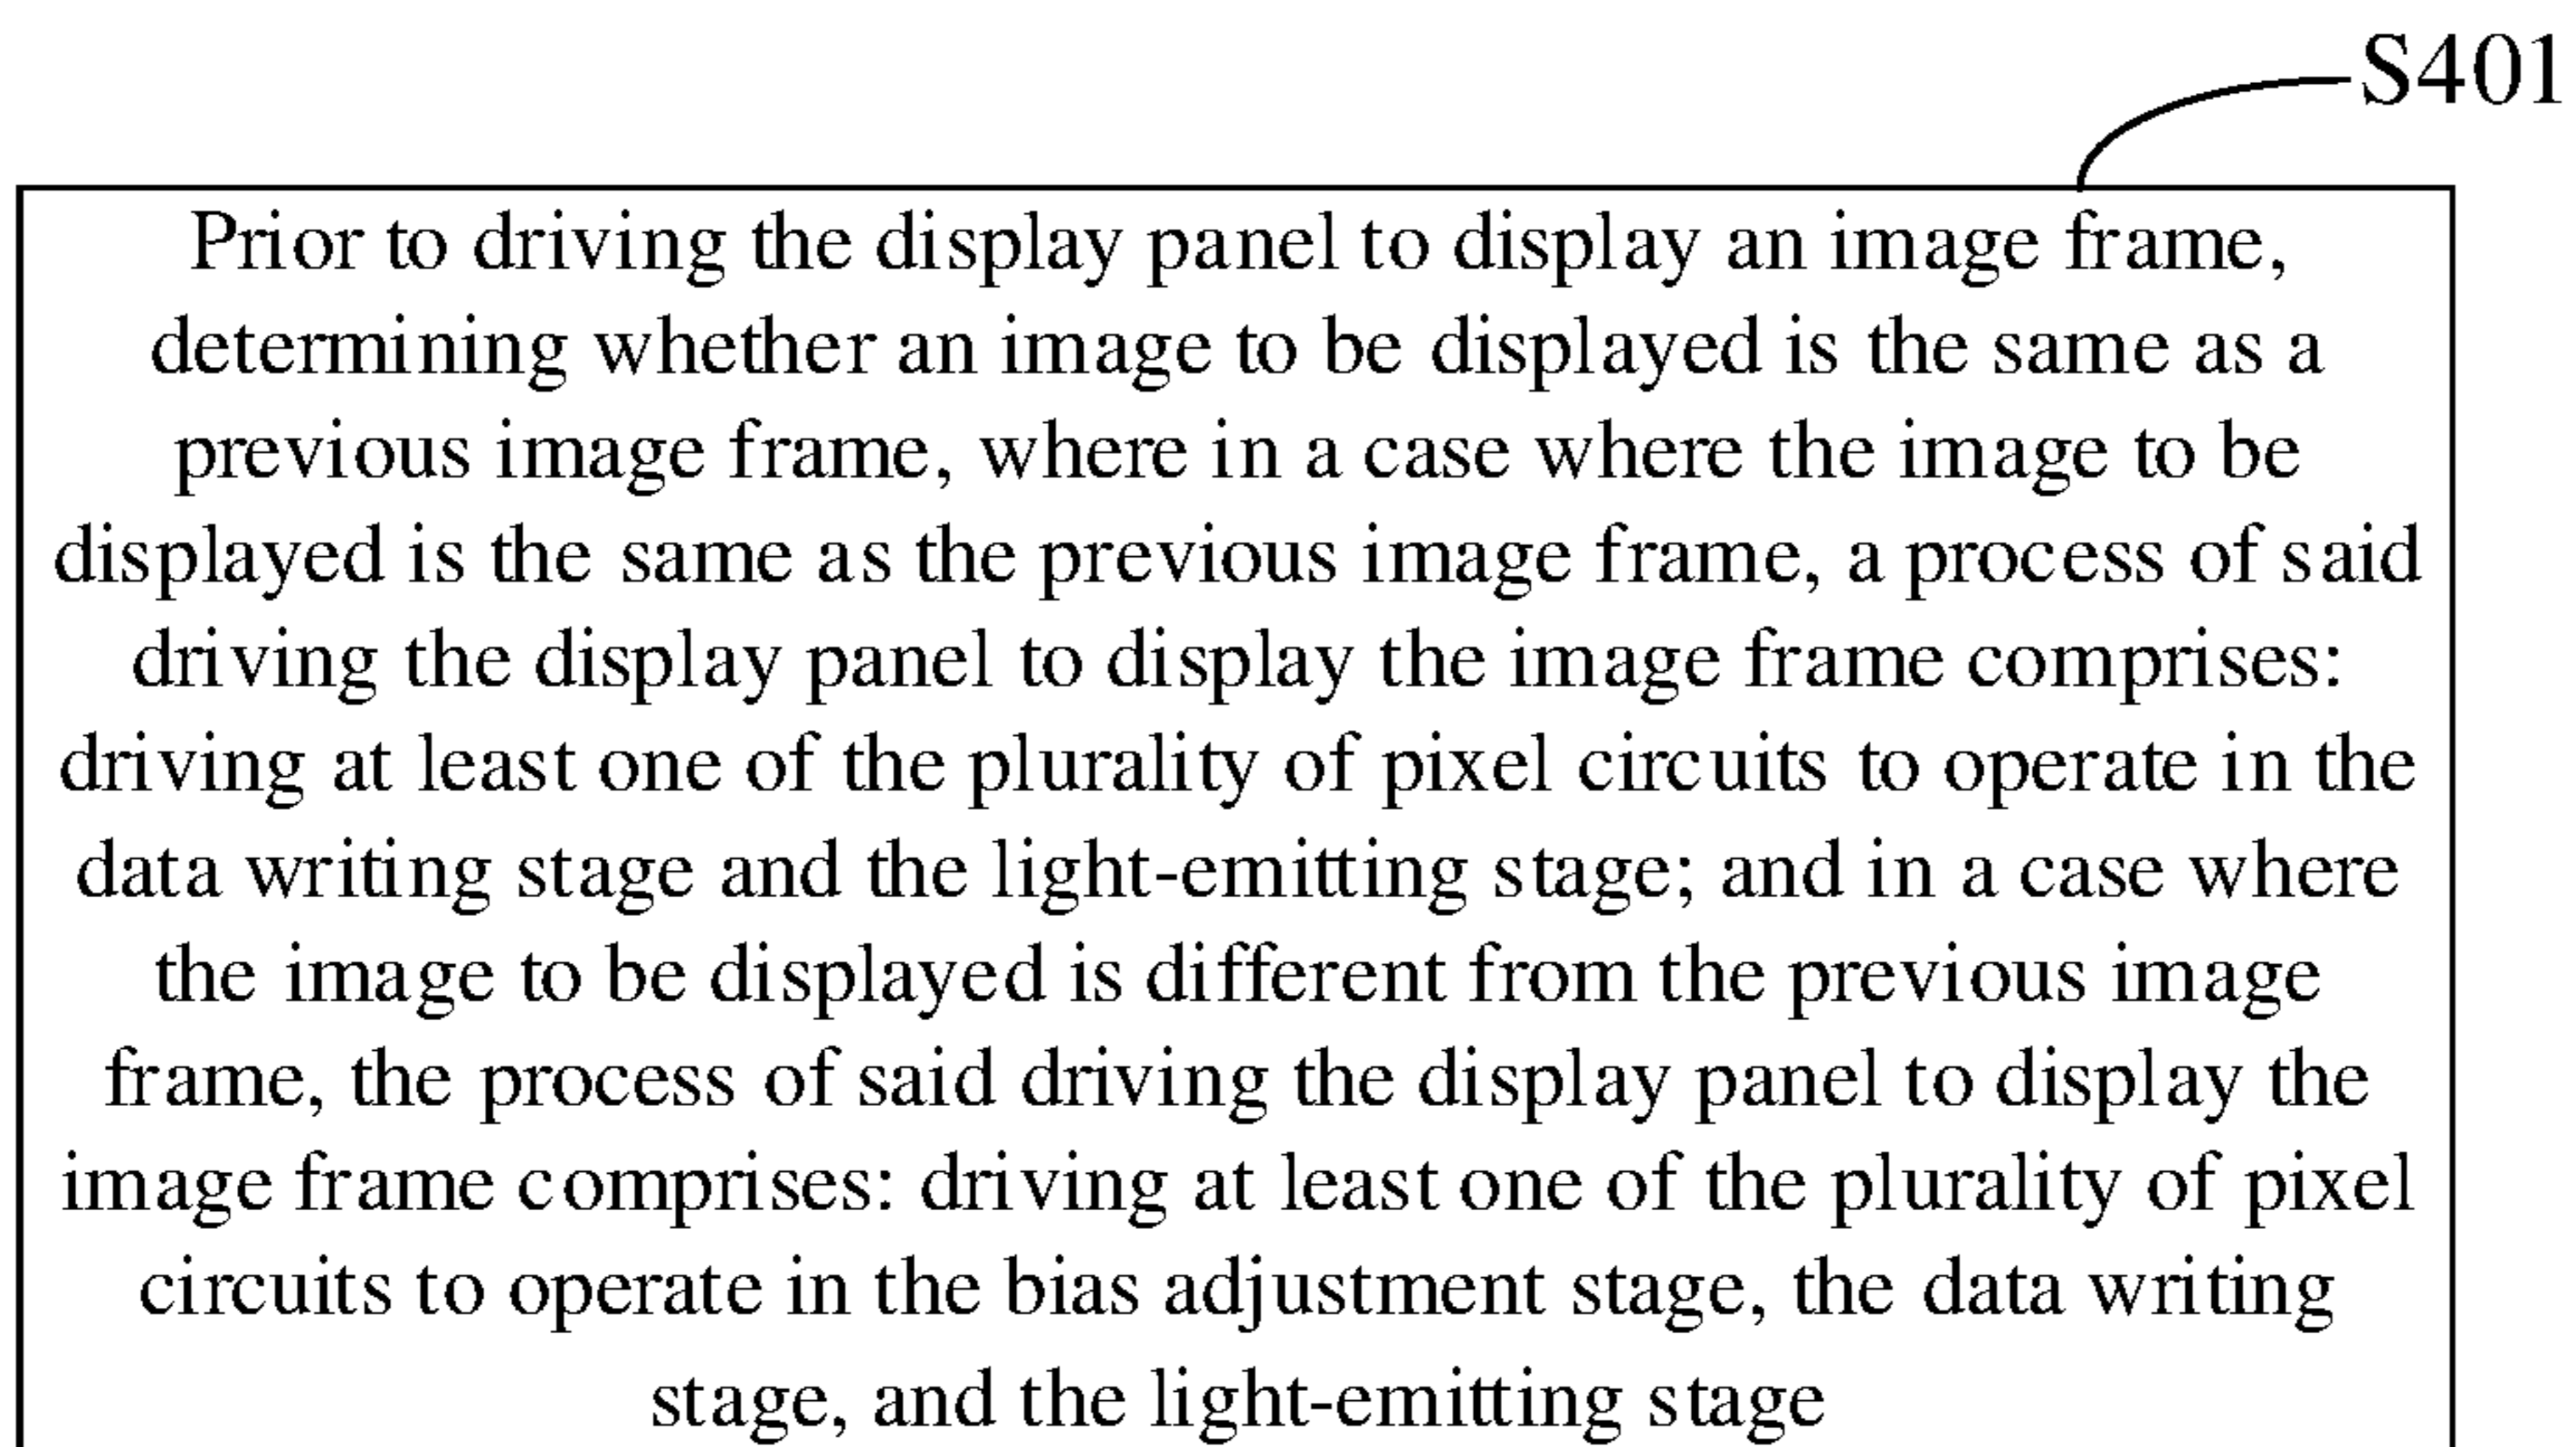 S401
Prior to driving the display panel to display an image frame,
determining whether an image to be displayed is the same as a
previous image frame, where in a case where the image to be
displayed is the same as the previous image frame, a process of said
driving the display panel to display the image frame comprises:
driving at least one of the plurality of pixel circuits to operate in the
data writing stage and the light-emitting stage; and in a case where
the image to be displayed is different from the previous image
frame, the process of said driving the display panel to display the
image frame comprises: driving at least one of the plurality of pixel
circuits to operate in the bias adjustment stage, the data writing
stage, and the light-emitting stage